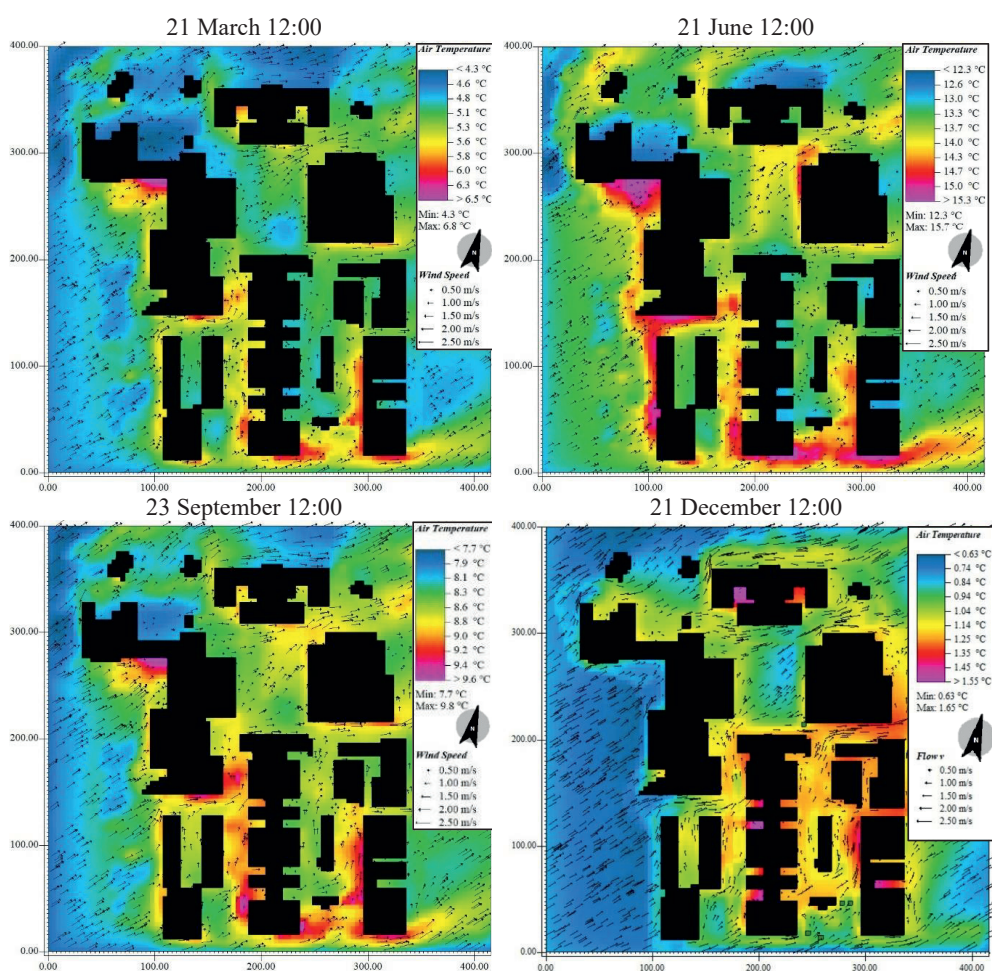 21 March 12:00
400.00
300.00
200.00
100.00
0.00
0.00
100.00
200.00
300.00
400.00
Air Temperature
< 4.3 °C
4.6 °C
4.8 °C
5.1 °C
5.3 °C
5.6 °C
5.8 °C
6.0 °C
6.3 °C
> 6.5 °C
Min: 4.3 °C
Max: 6.8 °C
N
Wind Speed
0.50 m/s
1.00 m/s
1.50 m/s
2.00 m/s
2.50 m/s
21 June 12:00
400.00
300.00
200.00
100.00
0.00
0.00
100.00
200.00
300.00
400.00
Air Temperature
< 12.3 °C
12.6 °C
13.0 °C
13.3 °C
13.7 °C
14.0 °C
14.3 °C
14.7 °C
15.0 °C
> 15.3 °C
Min: 12.3 °C
Max: 15.7 °C
N
Wind Speed
0.50 m/s
1.00 m/s
1.50 m/s
2.00 m/s
2.50 m/s
23 September 12:00
400.00
300.00
200.00
100.00
0.00
0.00
100.00
200.00
300.00
400.00
Air Temperature
< 7.7 °C
7.9 °C
8.1 °C
8.3 °C
8.6 °C
8.8 °C
9.0 °C
9.2 °C
9.4 °C
> 9.6 °C
Min: 7.7 °C
Max: 9.8 °C
N
Wind Speed
0.50 m/s
1.00 m/s
1.50 m/s
2.00 m/s
2.50 m/s
21 December 12:00
400.00
300.00
200.00
100.00
0.00
0.00
100.00
200.00
300.00
400.00
Air Temperature
< 0.63 °C
0.74 °C
0.84 °C
0.94 °C
1.04 °C
1.14 °C
1.25 °C
1.35 °C
1.45 °C
> 1.55 °C
Min: 0.63 °C
Max: 1.65 °C
N
Flow v
0.50 m/s
1.00 m/s
1.50 m/s
2.00 m/s
2.50 m/s